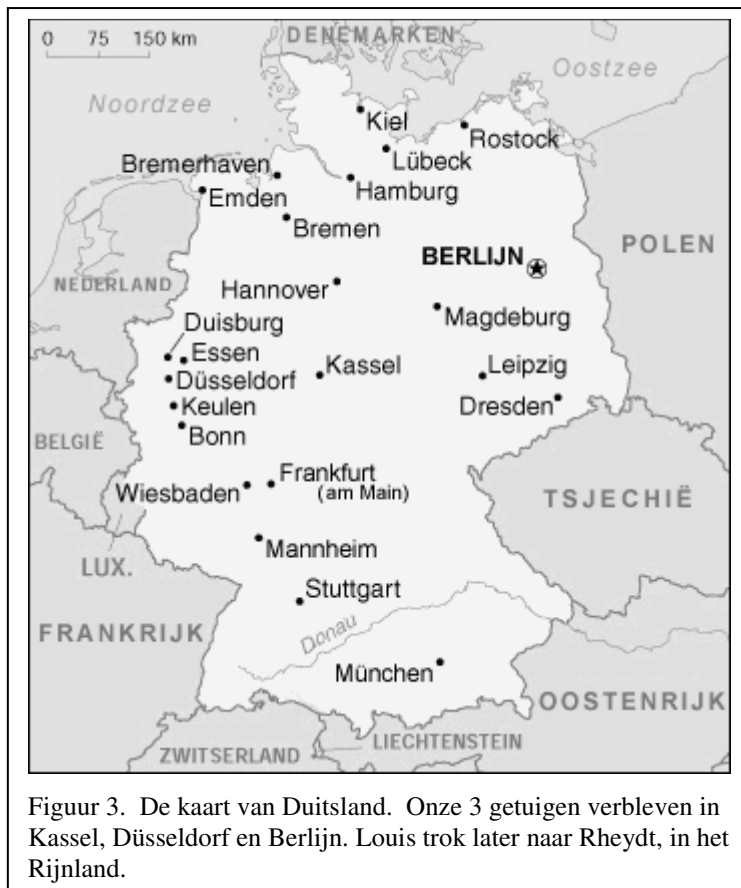 0 75 150 km
DENEMARKEN
Oostzee
Noordzee
Kiel
Rostock
Lübeck
Bremerhaven
Hamburg
Emden
Bremen
POLEN
BERLIJN
NEDERLAND
Hannover
Magdeburg
Duisburg
Essen
Kassel
Leipzig
Düsseldorf
Keulen
Dresden
BELGIË
Bonn
Frankfurt
(am Main)
Wiesbaden
TSJECHIË
Mannheim
LUX.
Stuttgart
FRANKRIJK
Donau
München
OOSTENRIJK
LIECHTENSTEIN
ZWITSERLAND
Figuur 3. De kaart van Duitsland. Onze 3 getuigen verbleven in
Kassel, Düsseldorf en Berlijn. Louis trok later naar Rheydt, in het
Rijnland.